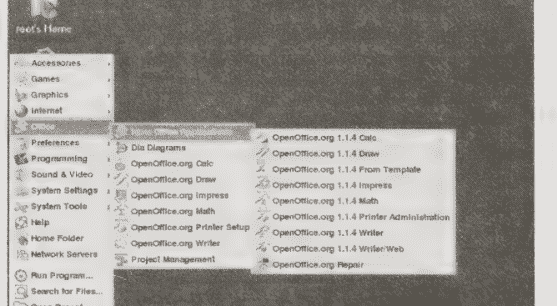 root's Home
Accessories
Games
Graphics
Internet
Office
Preferences
Programming
Sound & Video
System Settings
System Tools
Help
Home Folder
Network Servers
Run Program...
Search for Files...
Dia Diagrams
OpenOffice.org Calc
OpenOffice.org Draw
OpenOffice.org Impress
OpenOffice.org Math
OpenOffice.org Printer Setup
OpenOffice.org Writer
Project Management
OpenOffice.org 1.1.4 Calc
OpenOffice.org 1.1.4 Draw
OpenOffice.org 1.1.4 From Template
OpenOffice.org 1.1.4 Impress
OpenOffice.org 1.1.4 Math
OpenOffice.org 1.1.4 Printer Administration
OpenOffice.org 1.1.4 Writer
OpenOffice.org 1.1.4 Writer/Web
OpenOffice.org Repair